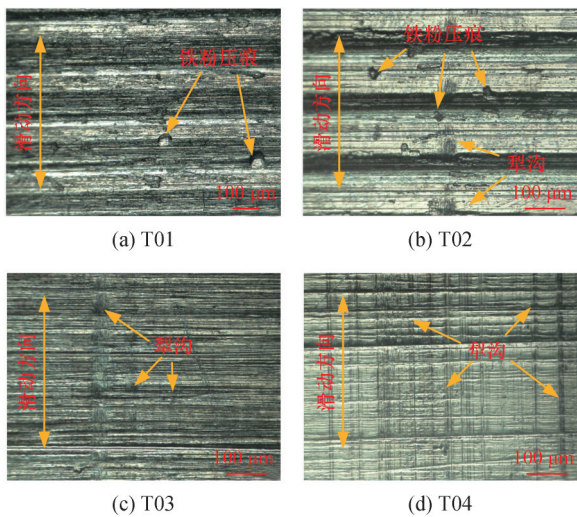 铁粉压痕
滑动方向
100 μm
(a) T01
铁粉压痕
滑动方向
犁沟
100 μm
(b) T02
滑动方向
犁沟
100 μm
(c) T03
滑动方向
犁沟
100 μm
(d) T04